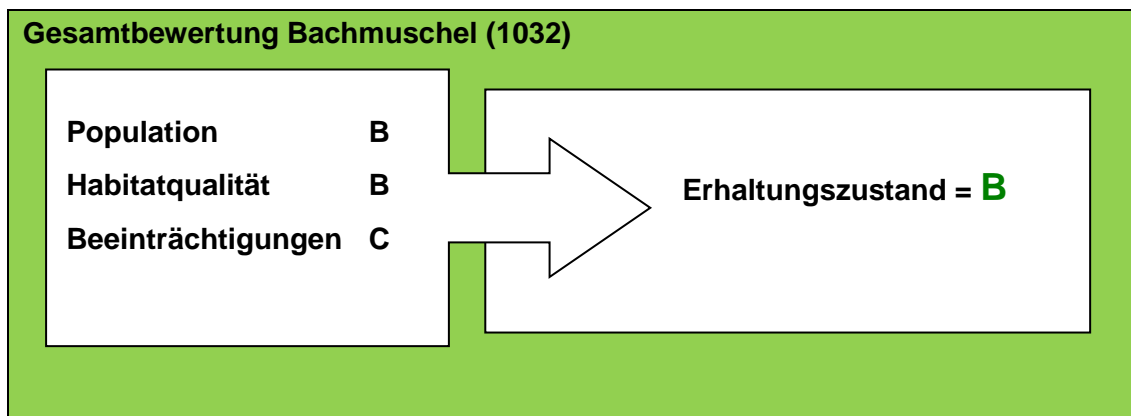 Gesamtbewertung Bachmuschel (1032)
Population B
Habitatqualität B
Beeinträchtigungen C
Erhaltungszustand = B